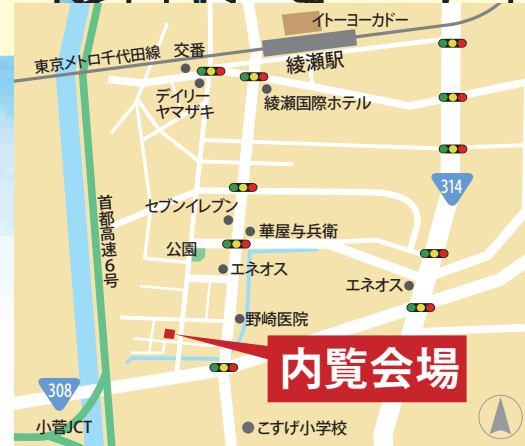 イトーヨーカドー
東京メトロ千代田線
交番
綾瀬駅
デイリー
ヤマザキ
綾瀬国際ホテル
314
首都高速6号
セブンイレブン
華屋与兵衛
公園
エネオス
エネオス
野崎医院
内覧会場
308
小菅JCT
こすげ小学校